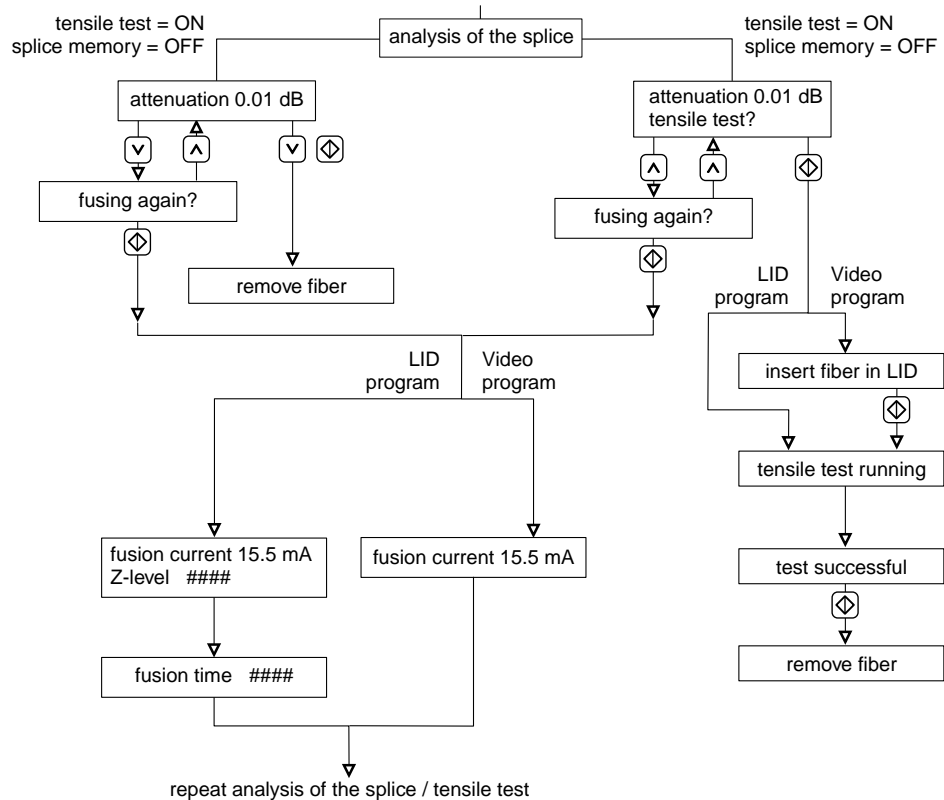 tensile test = ON
splice memory = OFF
analysis of the splice
tensile test = ON
splice memory = OFF
attenuation 0.01 dB
attenuation 0.01 dB
tensile test?
fusing again?
fusing again?
remove fiber
LID
program
Video
program
LID
program
Video
program
insert fiber in LID
tensile test running
fusion current 15.5 mA
Z-level ####
fusion current 15.5 mA
test successful
fusion time ####
remove fiber
repeat analysis of the splice / tensile test